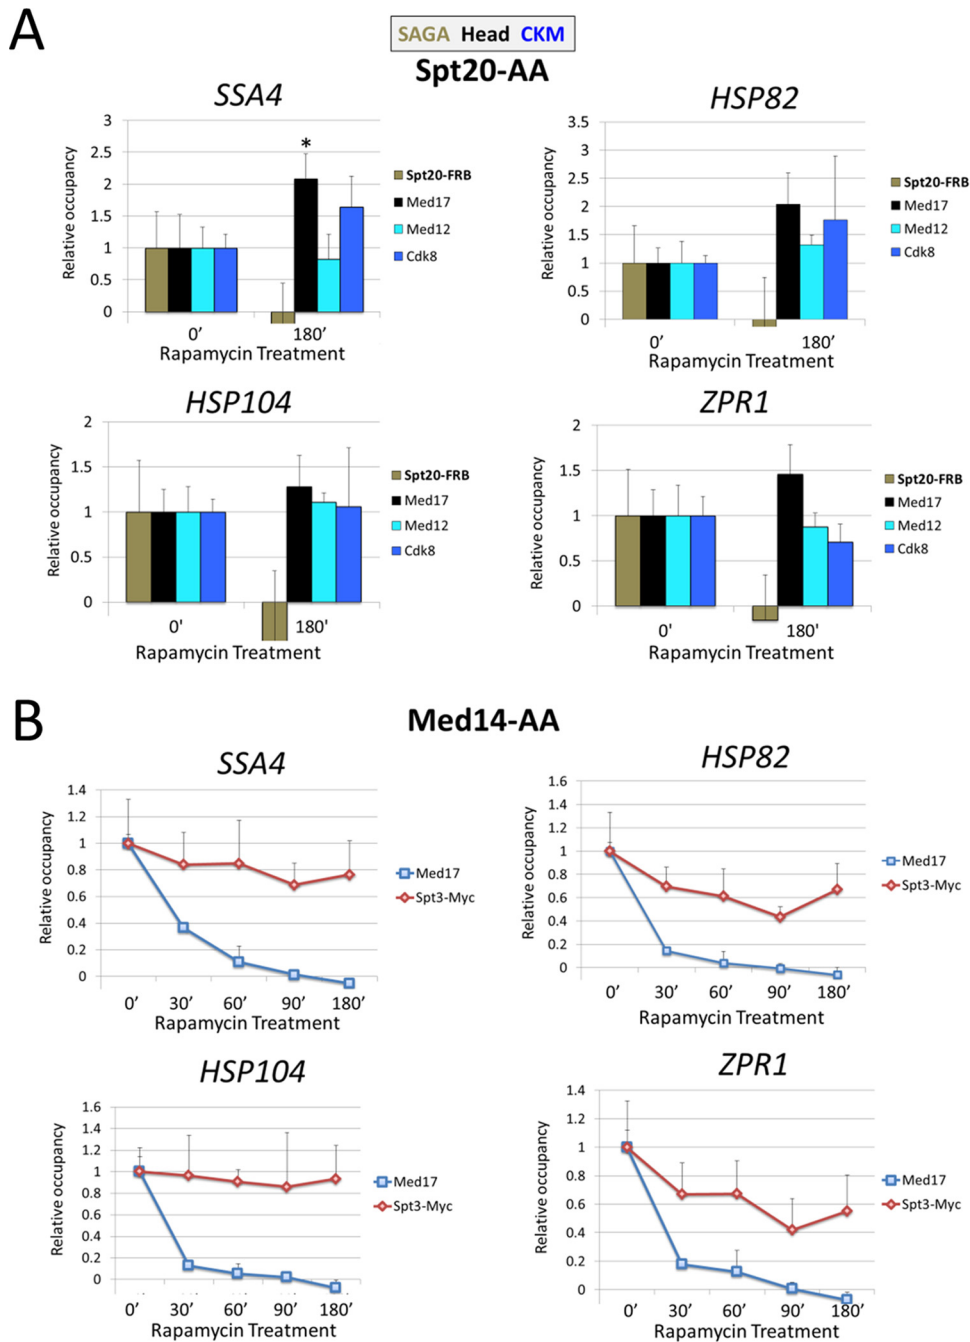 A
SAGA Head CKM
Spt20-AA
SSA4
Relative occupancy
3
2.5
2
1.5
1
0.5
0
*
0′ 180′
Rapamycin Treatment
Spt20-FRB
Med17
Med12
Cdk8
HSP82
Relative occupancy
3.5
3
2.5
2
1.5
1
0.5
0
0′ 180′
Rapamycin Treatment
Spt20-FRB
Med17
Med12
Cdk8
HSP104
Relative occupancy
2
1.5
1
0.5
0
0' 180'
Rapamycin Treatment
Spt20-FRB
Med17
Med12
Cdk8
ZPR1
Relative occupancy
2
1.5
1
0.5
0
0' 180'
Rapamycin Treatment
Spt20-FRB
Med17
Med12
Cdk8
B
Med14-AA
SSA4
Relative occupancy
1.4
1.2
1
0.8
0.6
0.4
0.2
0
0′ 30′ 60′ 90′ 180′
Rapamycin Treatment
Med17
Spt3-Myc
HSP82
Relative occupancy
1.6
1.4
1.2
1
0.8
0.6
0.4
0.2
0
0′ 30′ 60′ 90′ 180′
Rapamycin Treatment
Med17
Spt3-Myc
HSP104
Relative occupancy
1.6
1.4
1.2
1
0.8
0.6
0.4
0.2
0
0′ 30′ 60′ 90′ 180′
Rapamycin Treatment
Med17
Spt3-Myc
ZPR1
Relative occupancy
1.4
1.2
1
0.8
0.6
0.4
0.2
0
0′ 30′ 60′ 90′ 180′
Rapamycin Treatment
Med17
Spt3-Myc